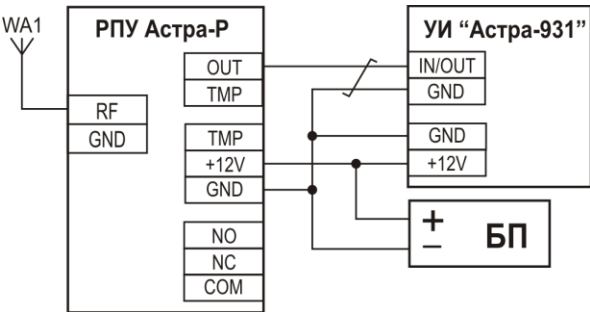 WA1
РПУ Астра-Р
OUT
TMP
RF
GND
TMP
+12V
GND
NO
NC
COM
УИ “Астра-931”
IN/OUT
GND
GND
+12V
+
–
БП